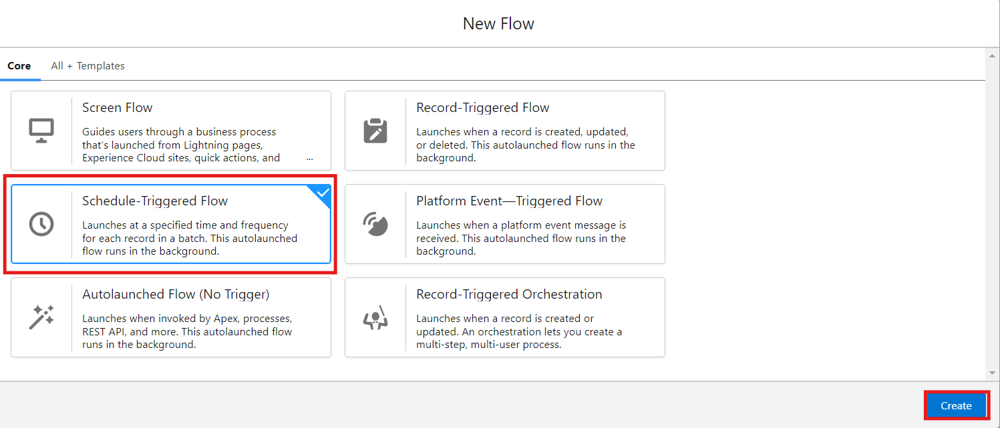 New Flow
Core
All + Templates
Screen Flow
Guides users through a business process
that's launched from Lightning pages,
Experience Cloud sites, quick actions, and ...
Record-Triggered Flow
Launches when a record is created, updated,
or deleted. This autolaunched flow runs in the
background.
Schedule-Triggered Flow
Launches at a specified time and frequency
for each record in a batch. This autolaunched
flow runs in the background.
Platform Event—Triggered Flow
Launches when a platform event message is
received. This autolaunched flow runs in the
background.
Autolaunched Flow (No Trigger)
Launches when invoked by Apex, processes,
REST API, and more. This autolaunched flow
runs in the background.
Record-Triggered Orchestration
Launches when a record is created or
updated. An orchestration lets you create a
multi-step, multi-user process.
Create